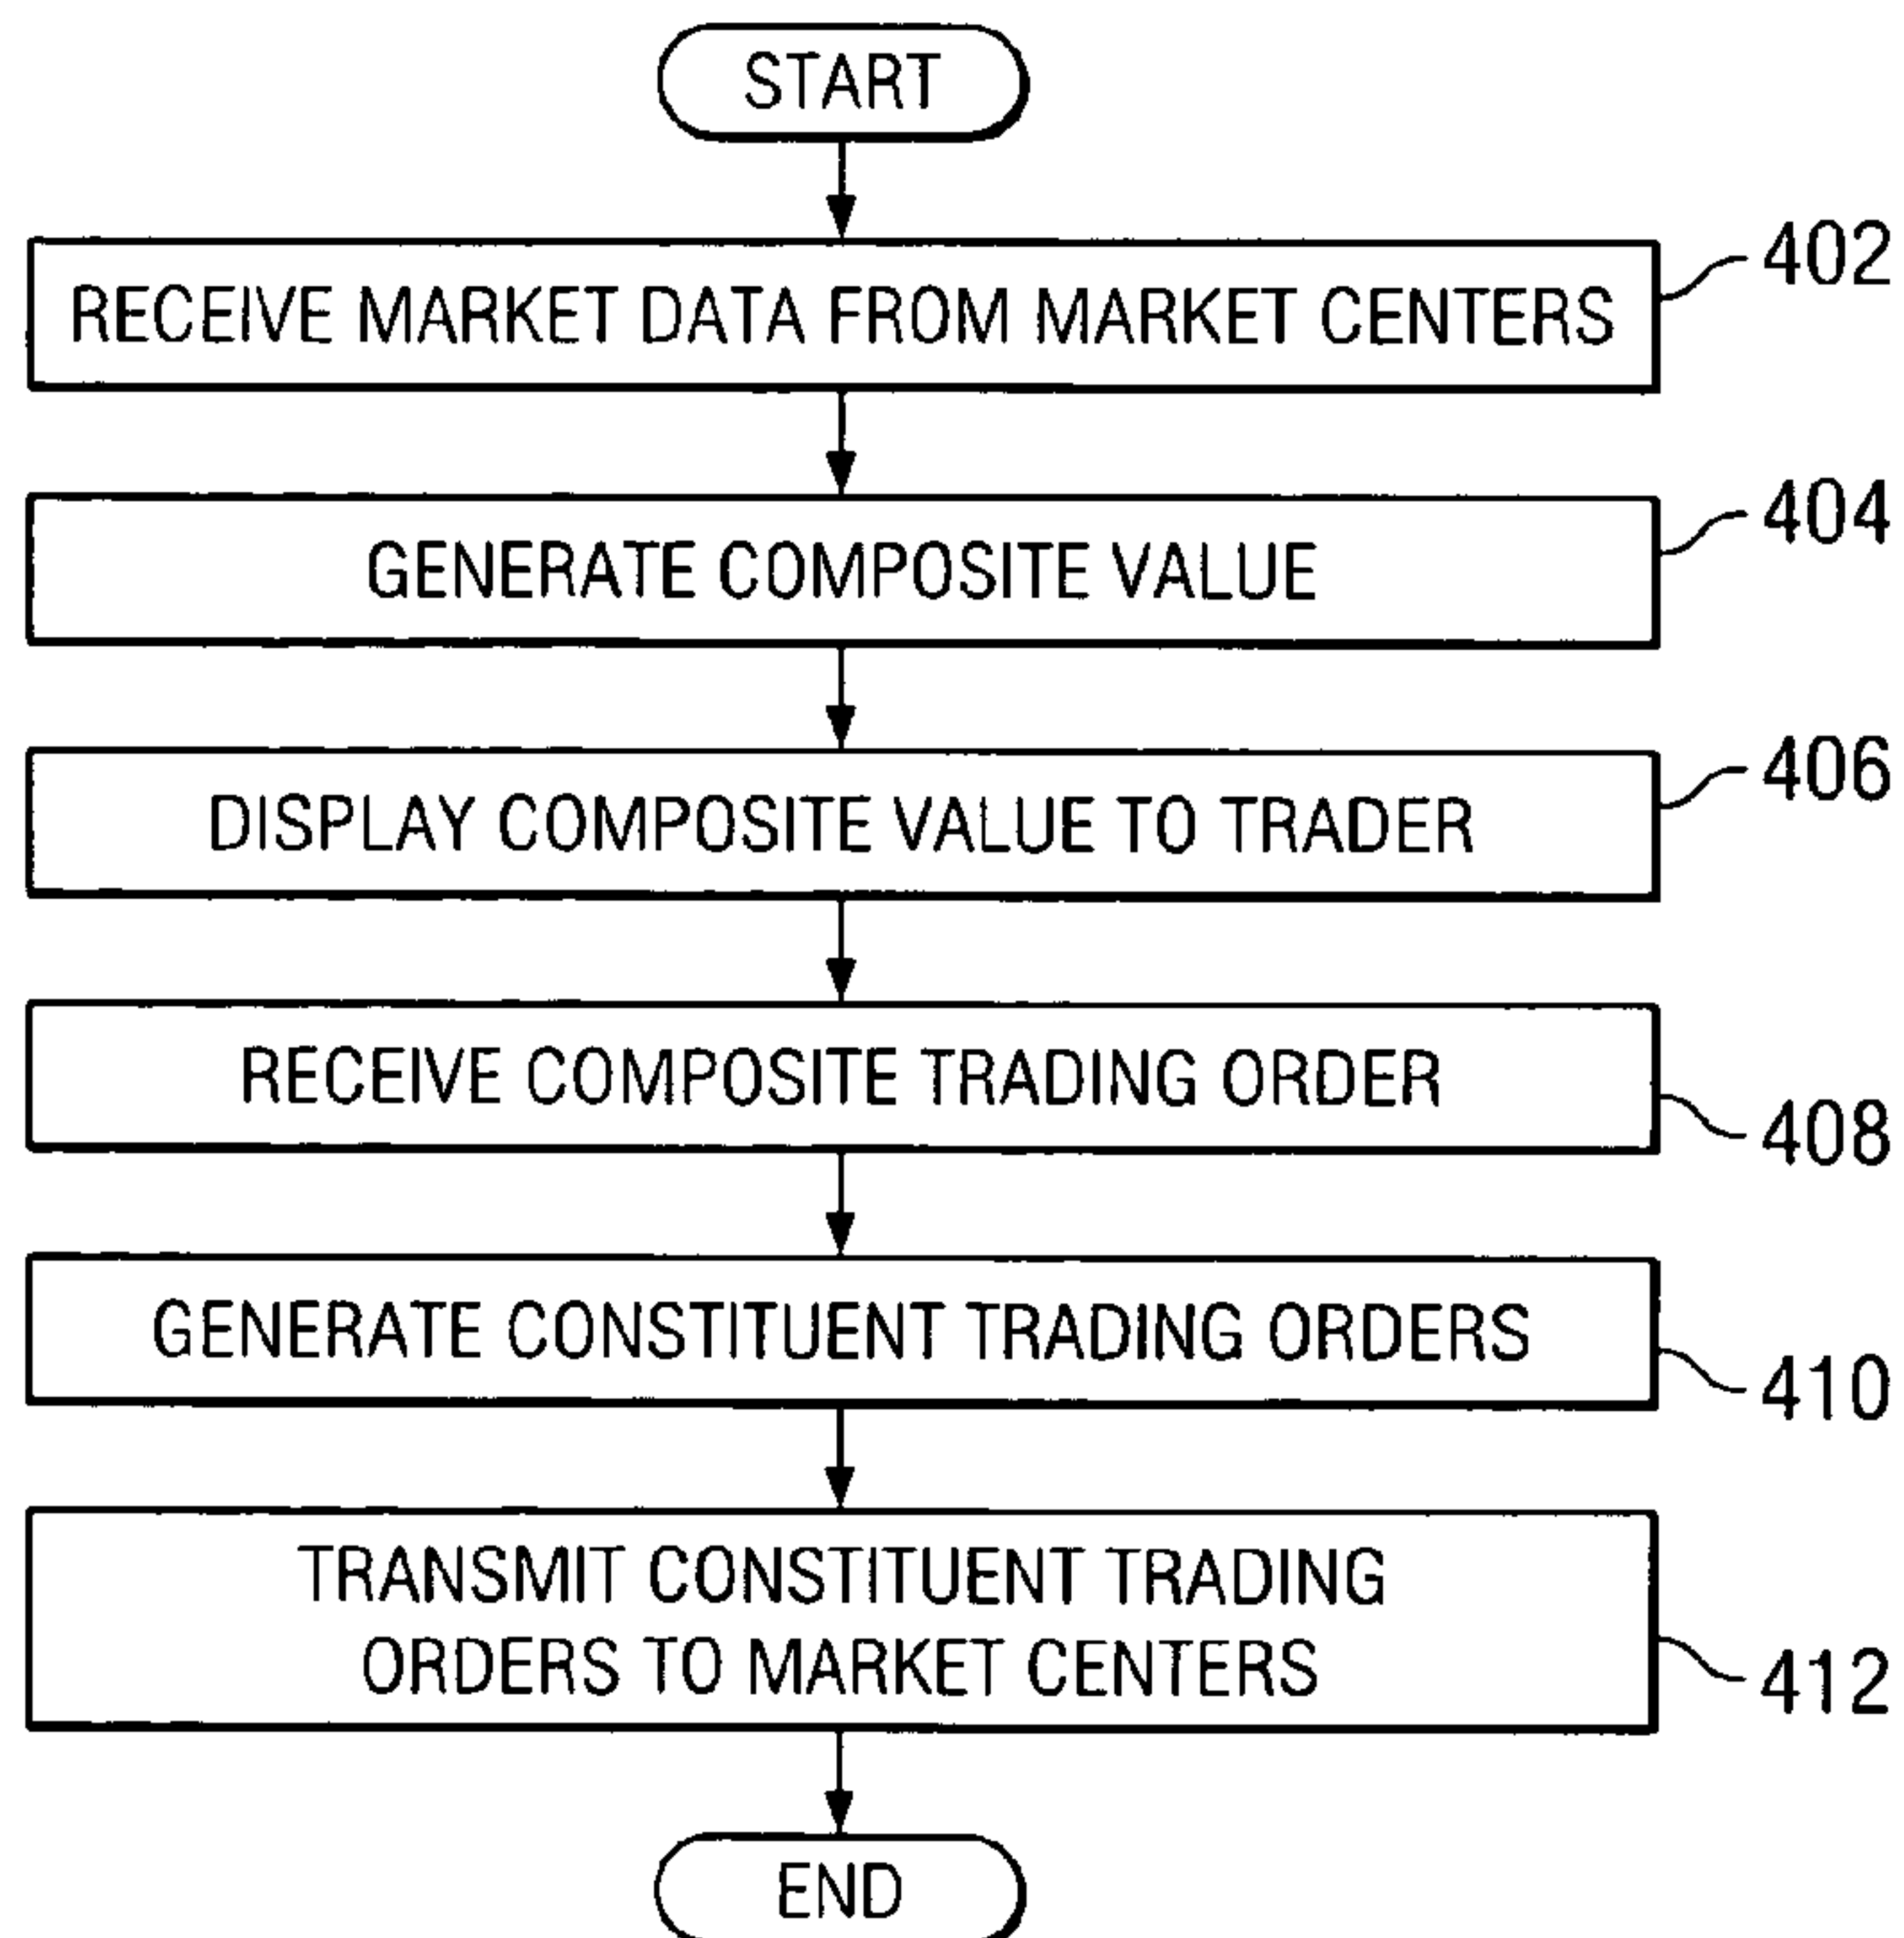 START
RECEIVE MARKET DATA FROM MARKET CENTERS
402
GENERATE COMPOSITE VALUE
404
DISPLAY COMPOSITE VALUE TO TRADER
406
RECEIVE COMPOSITE TRADING ORDER
408
GENERATE CONSTITUENT TRADING ORDERS
410
TRANSMIT CONSTITUENT TRADING
ORDERS TO MARKET CENTERS
412
END